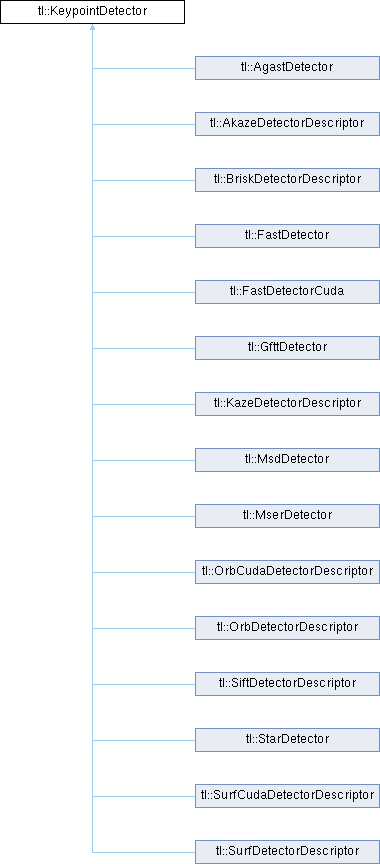 tl::KeypointDetector
tl::AgastDetector
tl::AkazeDetectorDescriptor
tl::BriskDetectorDescriptor
tl::FastDetector
tl::FastDetectorCuda
tl::GfttDetector
tl::KazeDetectorDescriptor
tl::MsdDetector
tl::MserDetector
tl::OrbCudaDetectorDescriptor
tl::OrbDetectorDescriptor
tl::SiftDetectorDescriptor
tl::StarDetector
tl::SurfCudaDetectorDescriptor
tl::SurfDetectorDescriptor